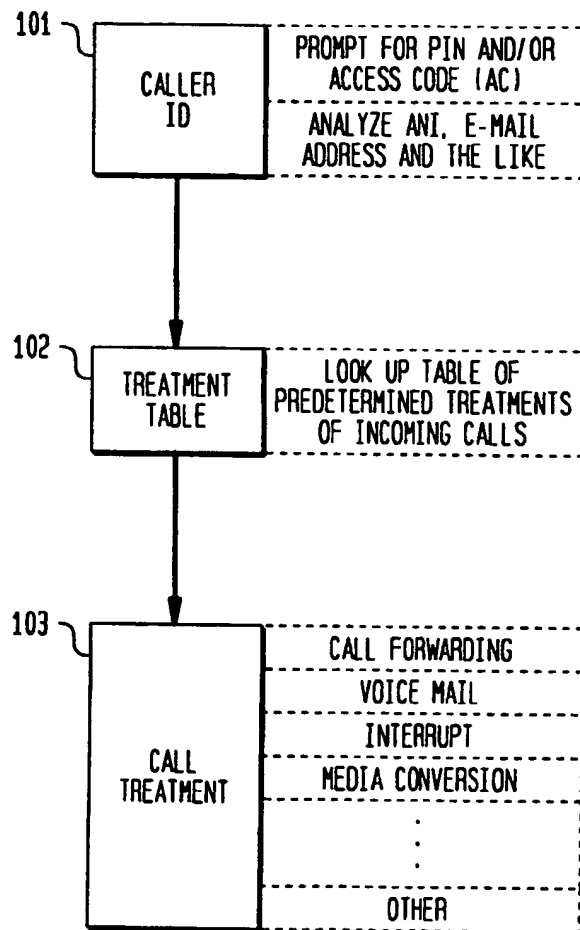 101
CALLER
ID
PROMPT FOR PIN AND/OR
ACCESS CODE (AC)
ANALYZE ANI, E-MAIL
ADDRESS AND THE LIKE
102
TREATMENT
TABLE
LOOK UP TABLE OF
PREDETERMINED TREATMENTS
OF INCOMING CALLS
103
CALL
TREATMENT
CALL FORWARDING
VOICE MAIL
INTERRUPT
MEDIA CONVERSION
.
.
.
OTHER